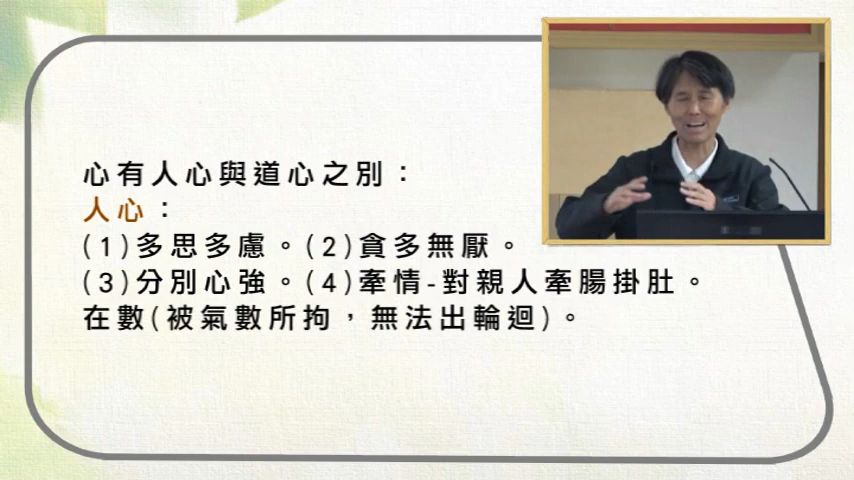 心有人心與道心之別：
人心：
(1)多思多慮。(2)貪多無厭。
(3)分別心強。(4)牽情-對親人牽腸掛肚。
在數(被氣數所拘，無法出輪迴)。